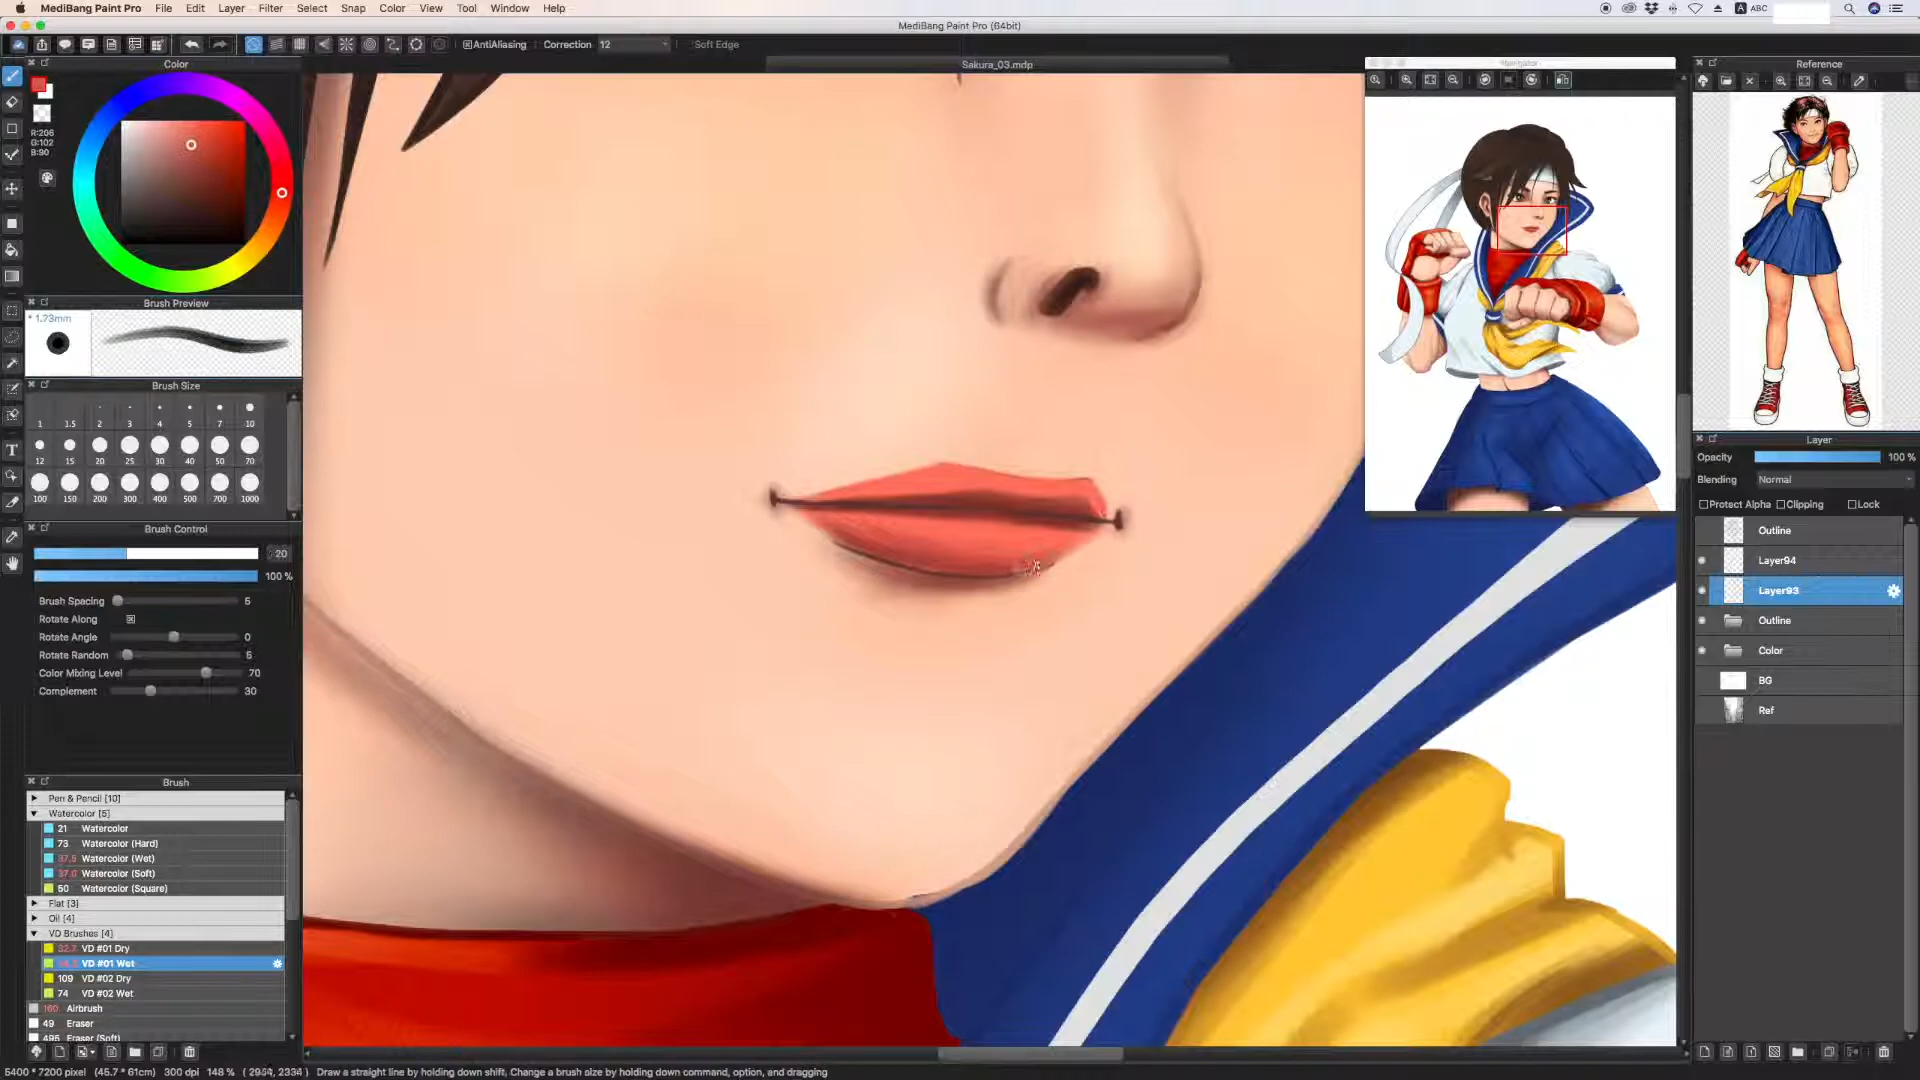 MediBang Paint Pro File Edit Layer Filter Select Snap Color View Tool Window Help
A ABC
MediBang Paint Pro (64bit)
AntiAliasing Correction 12 Soft Edge
Color
Sakura_03.mdp
Navigator
Reference
R:206
G:102
B:90
Brush Preview
* 1.73mm
Brush Size
1 1.5 2 3 4 5 7 10
12 15 20 25 30 40 50 70
100 150 200 300 400 500 700 1000
Brush Control
20
100 %
Brush Spacing 5
Rotate Along
Rotate Angle 0
Rotate Random 5
Color Mixing Level 70
Complement 30
Brush
Pen & Pencil [10]
Watercolor [5]
21 Watercolor
73 Watercolor (Hard)
37.5 Watercolor (Wet)
37.0 Watercolor (Soft)
50 Watercolor (Square)
Flat [3]
Oil [4]
VD Brushes [4]
32.7 VD #01 Dry
VD #01 Wet
109 VD #02 Dry
74 VD #02 Wet
160 Airbrush
49 Eraser
495 Eraser (Soft)
Layer
Opacity 100 %
Blending Normal
Protect Alpha Clipping Lock
Outline
Layer94
Layer93
Outline
Color
BG
Ref
5400 * 7200 pixel (45.7 * 61cm) 300 dpi 148 % ( 2954, 2334 ) Draw a straight line by holding down shift, Change a brush size by holding down command, option, and dragging